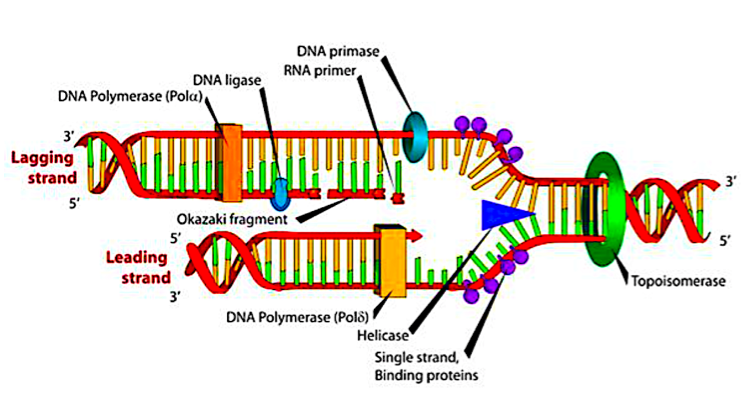 DNA primase
RNA primer
DNA ligase
DNA Polymerase (Polα)
3′
Lagging
strand
5′
Okazaki fragment
3′
5′
Leading
strand
5′
3′
Topoisomerase
DNA Polymerase (Polδ)
Helicase
Single strand,
Binding proteins